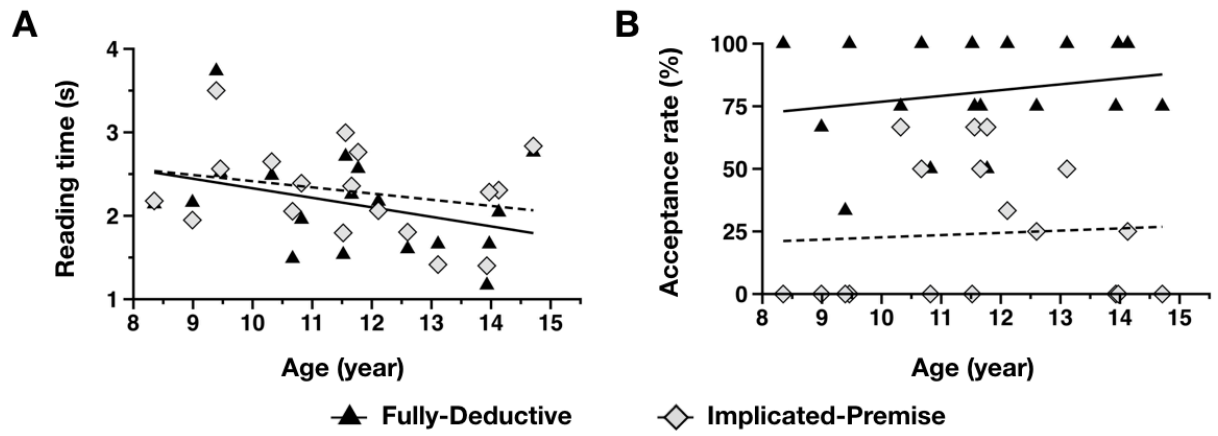 A
Reading time (s)
4
3
2
1
8 9 10 11 12 13 14 15
Age (year)
B
Acceptance rate (%)
100
75
50
25
0
8 9 10 11 12 13 14 15
Age (year)
Fully-Deductive
Implicated-Premise